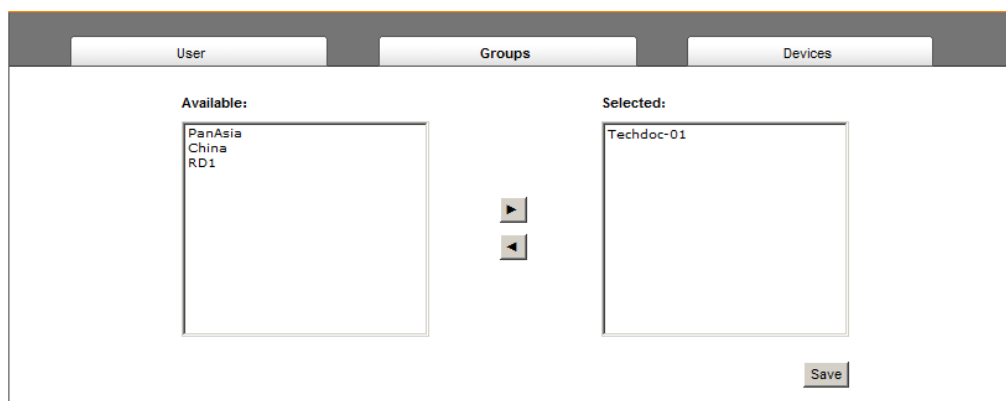 User Groups Devices
Available: Selected:
PanAsia Techdoc-01
China
RD1
Save